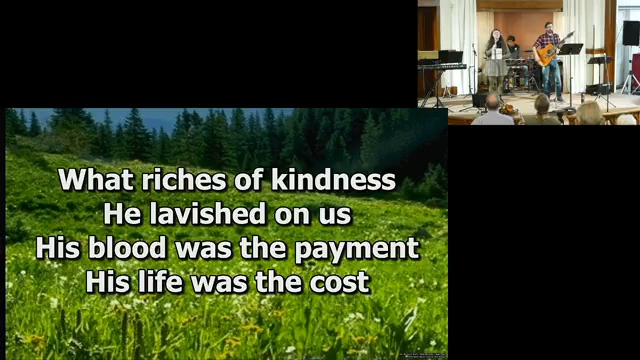 What riches of kindness
He lavished on us
His blood was the payment
His life was the cost